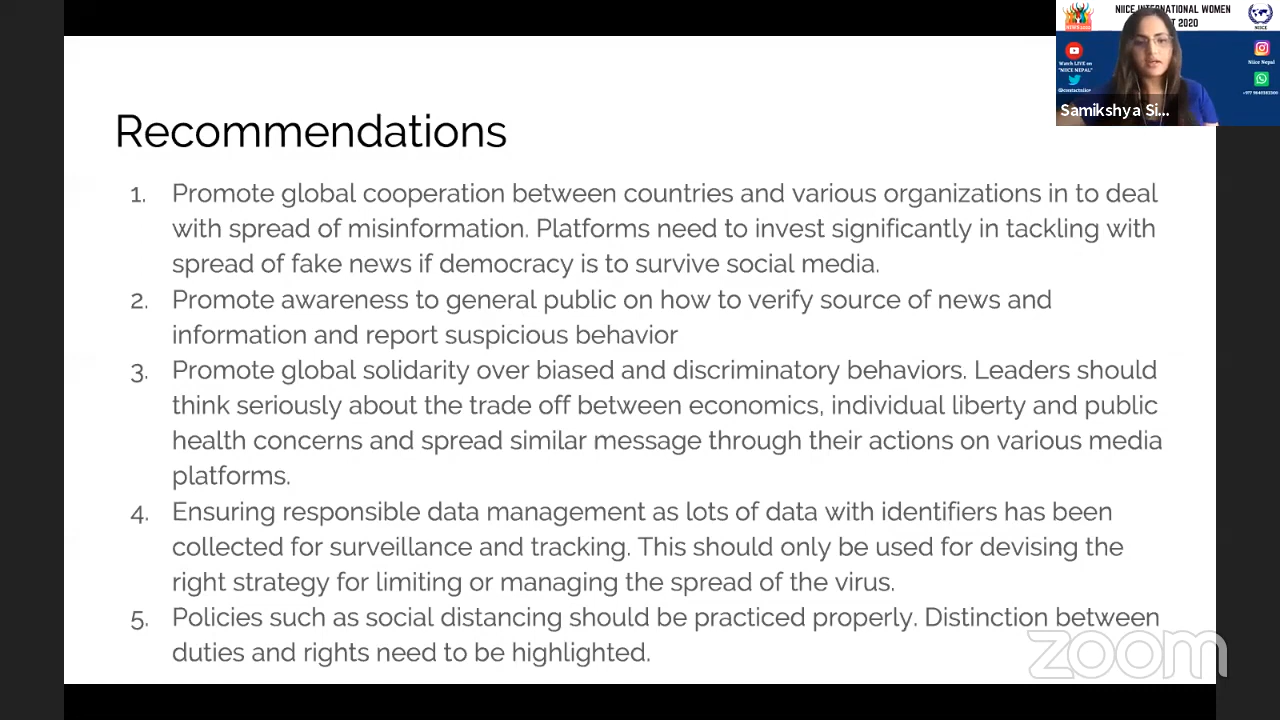 Recommendations
1. Promote global cooperation between countries and various organizations in to deal
with spread of misinformation. Platforms need to invest significantly in tackling with
spread of fake news if democracy is to survive social media.
2. Promote awareness to general public on how to verify source of news and
information and report suspicious behavior
3. Promote global solidarity over biased and discriminatory behaviors. Leaders should
think seriously about the trade off between economics, individual liberty and public
health concerns and spread similar message through their actions on various media
platforms.
4. Ensuring responsible data management as lots of data with identifiers has been
collected for surveillance and tracking. This should only be used for devising the
right strategy for limiting or managing the spread of the virus.
5. Policies such as social distancing should be practiced properly. Distinction between
duties and rights need to be highlighted.
NIICE INTERNATIONAL WOMEN
2020
NIICE
Watch LIVE on
"NIICE NEPAL"
Niice Nepal
Samikshya Si...
zoom